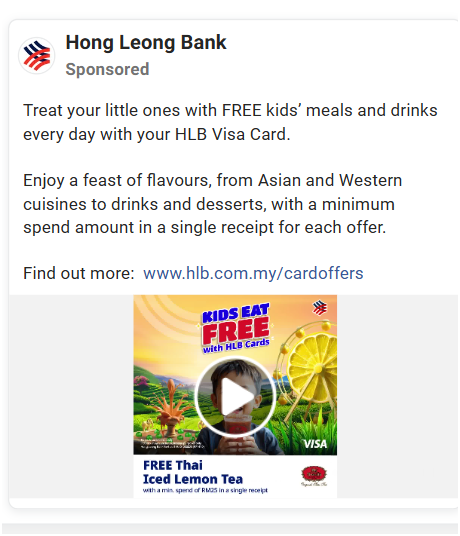 Hong Leong Bank
Sponsored
Treat your little ones with FREE kids’ meals and drinks
every day with your HLB Visa Card.
Enjoy a feast of flavours, from Asian and Western
cuisines to drinks and desserts, with a minimum
spend amount in a single receipt for each offer.
Find out more: www.hlb.com.my/cardoffers
KIDS EAT
FREE
with HLB Cards
VISA
FREE Thai
Iced Lemon Tea
with a min. spend of RM25 in a single receipt